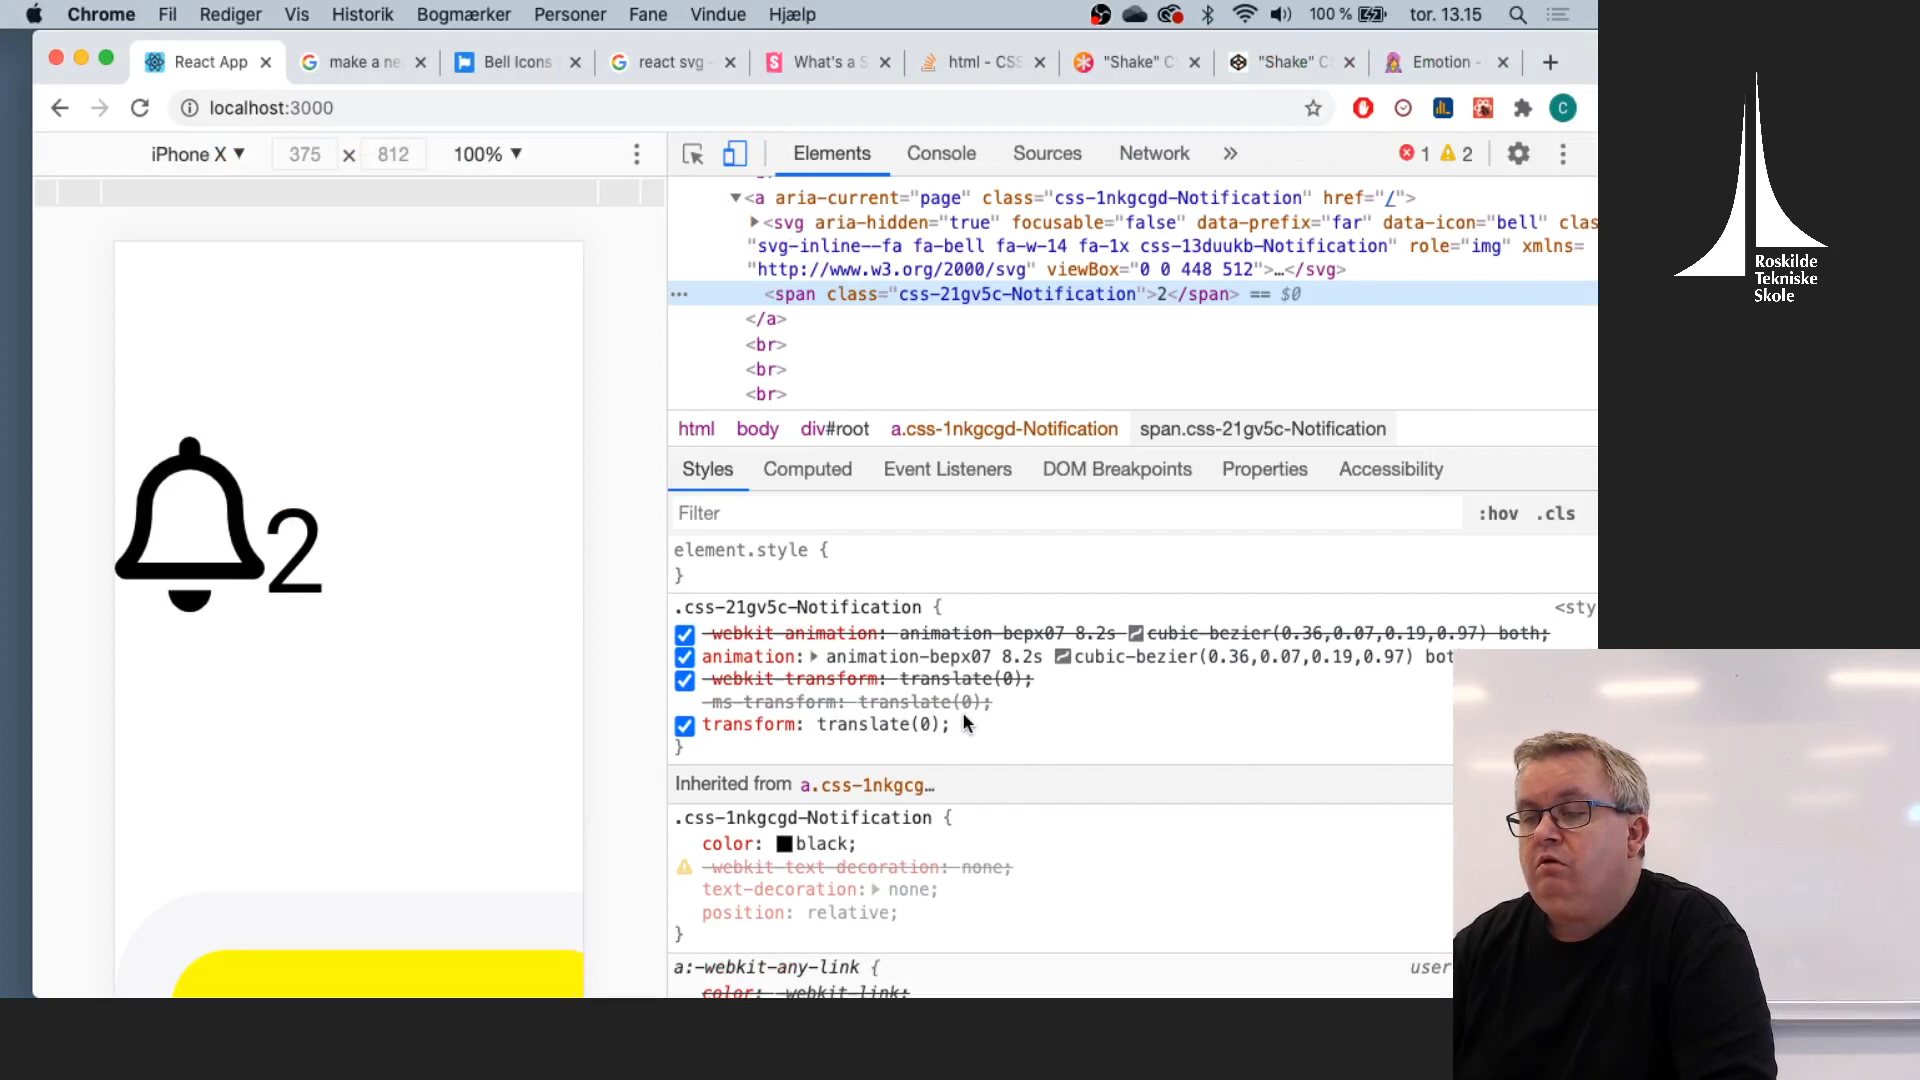 Chrome Fil Rediger Vis Historik Bogmærker Personer Fane Vindue Hjælp 100 % tor. 13.15
React App make a ne Bell Icons react svg - What's a S html - CSS "Shake" C "Shake" C Emotion -
localhost:3000 C
iPhone X ▼ 375 × 812 100% ▼ Elements Console Sources Network » 1 2
▼<a aria-current="page" class="css-1nkgcgd-Notification" href="/">
▶<svg aria-hidden="true" focusable="false" data-prefix="far" data-icon="bell" clas
"svg-inline--fa fa-bell fa-w-14 fa-1x css-13duukb-Notification" role="img" xmlns=
"http://www.w3.org/2000/svg" viewBox="0 0 448 512">…</svg>
<span class="css-21gv5c-Notification">2</span> == $0
</a>
<br>
<br>
<br>
html body div#root a.css-1nkgcgd-Notification span.css-21gv5c-Notification
Styles Computed Event Listeners DOM Breakpoints Properties Accessibility
Filter :hov .cls
element.style {
}
.css-21gv5c-Notification { <sty
-webkit-animation: animation-bepx07 8.2s cubic-bezier(0.36,0.07,0.19,0.97) both;
animation:▶ animation-bepx07 8.2s cubic-bezier(0.36,0.07,0.19,0.97) bot
-webkit-transform: translate(0);
-ms-transform: translate(0);
transform: translate(0);
}
Inherited from a.css-1nkgcg…
.css-1nkgcgd-Notification {
color: black;
-webkit-text-decoration: none;
text-decoration:▶ none;
position: relative;
}
a:-webkit-any-link { user
color: -webkit-link;
2
Roskilde
Tekniske
Skole